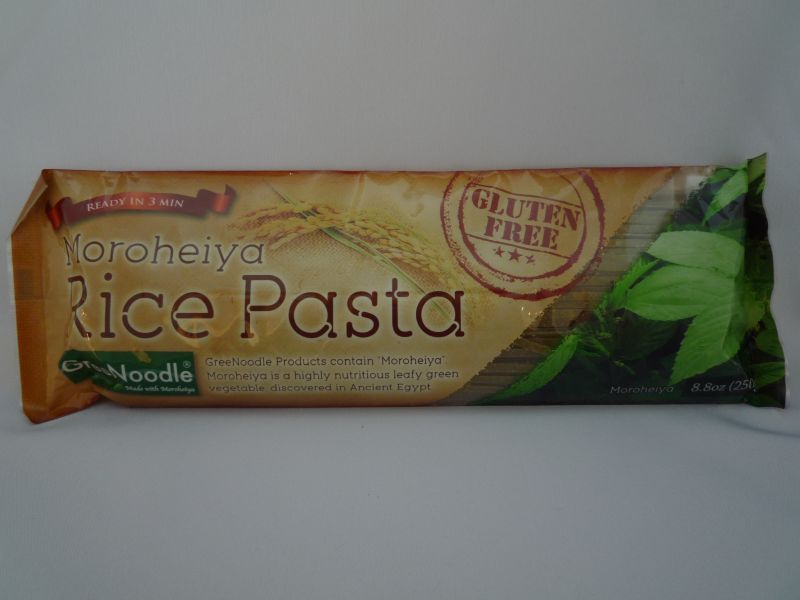 READY IN 3 MIN
Moroheiya
Rice Pasta
GLUTEN
FREE
GreeNoodle®
Made with Moroheiya
GreeNoodle Products contain "Moroheiya".
Moroheiya is a highly nutritious leafy green
vegetable, discovered in Ancient Egypt.
Moroheiya 8.8oz (250